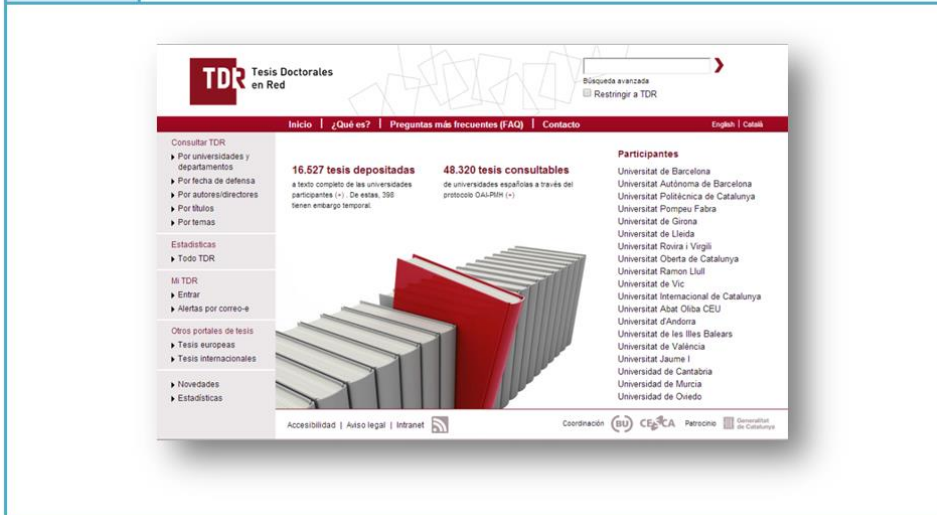 TDR Tesis Doctorales
en Red
Búsqueda avanzada
Restringir a TDR
Inicio | ¿Qué es? | Preguntas más frecuentes (FAQ) | Contacto
English | Català
Consultar TDR
Por universidades y
departamentos
Por fecha de defensa
Por autores/directores
Por títulos
Por temas
Estadísticas
Todo TDR
Mi TDR
Entrar
Alertas por correo-e
Otros portales de tesis
Tesis europeas
Tesis internacionales
Novedades
Estadísticas
16.527 tesis depositadas
a texto completo de las universidades
participantes (+) . De estas, 398
tienen embargo temporal.
48.320 tesis consultables
de universidades españolas a través del
protocolo OAI-PMH (+)
Participantes
Universitat de Barcelona
Universitat Autònoma de Barcelona
Universitat Politècnica de Catalunya
Universitat Pompeu Fabra
Universitat de Girona
Universitat de Lleida
Universitat Rovira i Virgili
Universitat Oberta de Catalunya
Universitat Ramon Llull
Universitat de Vic
Universitat Internacional de Catalunya
Universitat Abat Oliba CEU
Universitat d'Andorra
Universitat de les Illes Balears
Universitat de València
Universitat Jaume I
Universidad de Cantabria
Universidad de Murcia
Universidad de Oviedo
Accesibilidad | Aviso legal | Intranet
Coordinación BU CESCA Patrocinio Generalitat
de Catalunya